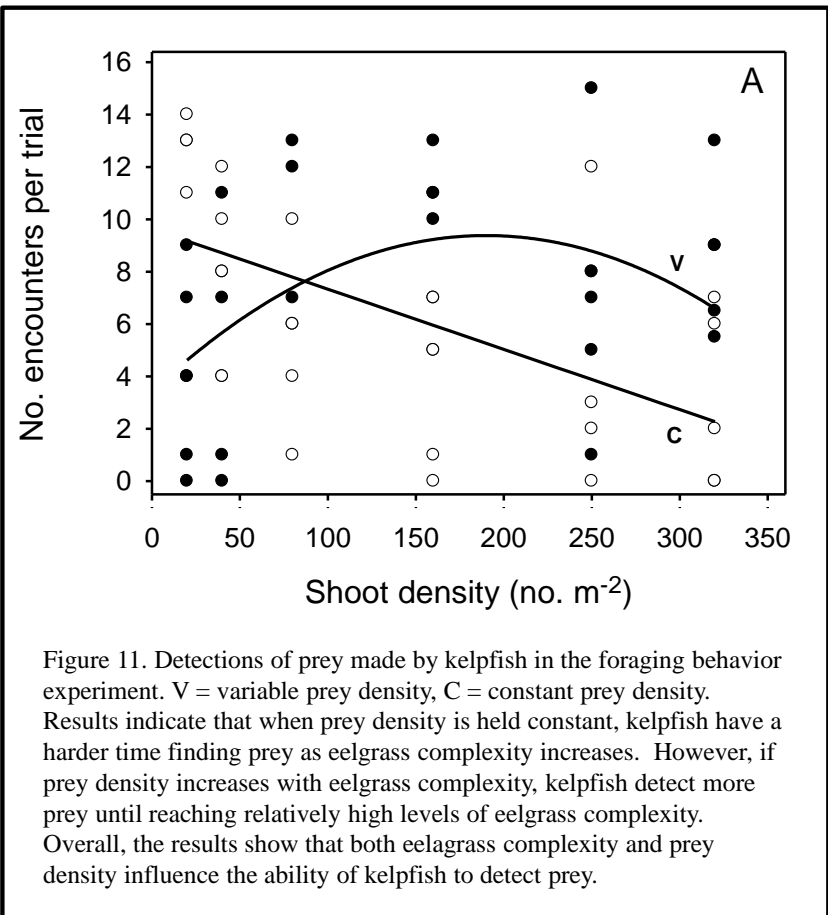 A
16
14
12
10
8
6
4
2
0
No. encounters per trial
V
C
0 50 100 150 200 250 300 350
Shoot density (no. m-2)
Figure 11. Detections of prey made by kelpfish in the foraging behavior
experiment. V = variable prey density, C = constant prey density.
Results indicate that when prey density is held constant, kelpfish have a
harder time finding prey as eelgrass complexity increases. However, if
prey density increases with eelgrass complexity, kelpfish detect more
prey until reaching relatively high levels of eelgrass complexity.
Overall, the results show that both eelagrass complexity and prey
density influence the ability of kelpfish to detect prey.